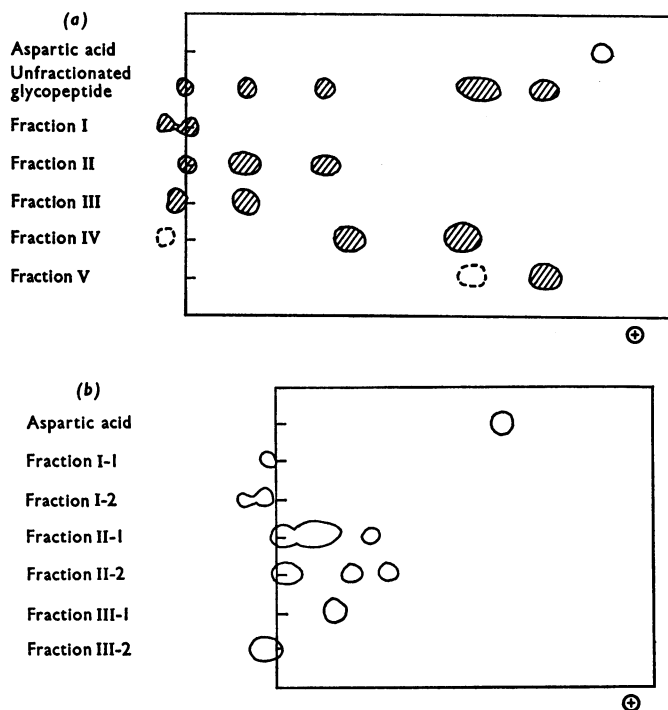 (a)
Aspartic acid
Unfractionated
glycopeptide
Fraction I
Fraction II
Fraction III
Fraction IV
Fraction V
⊕
(b)
Aspartic acid
Fraction I-1
Fraction I-2
Fraction II-1
Fraction II-2
Fraction III-1
Fraction III-2
⊕